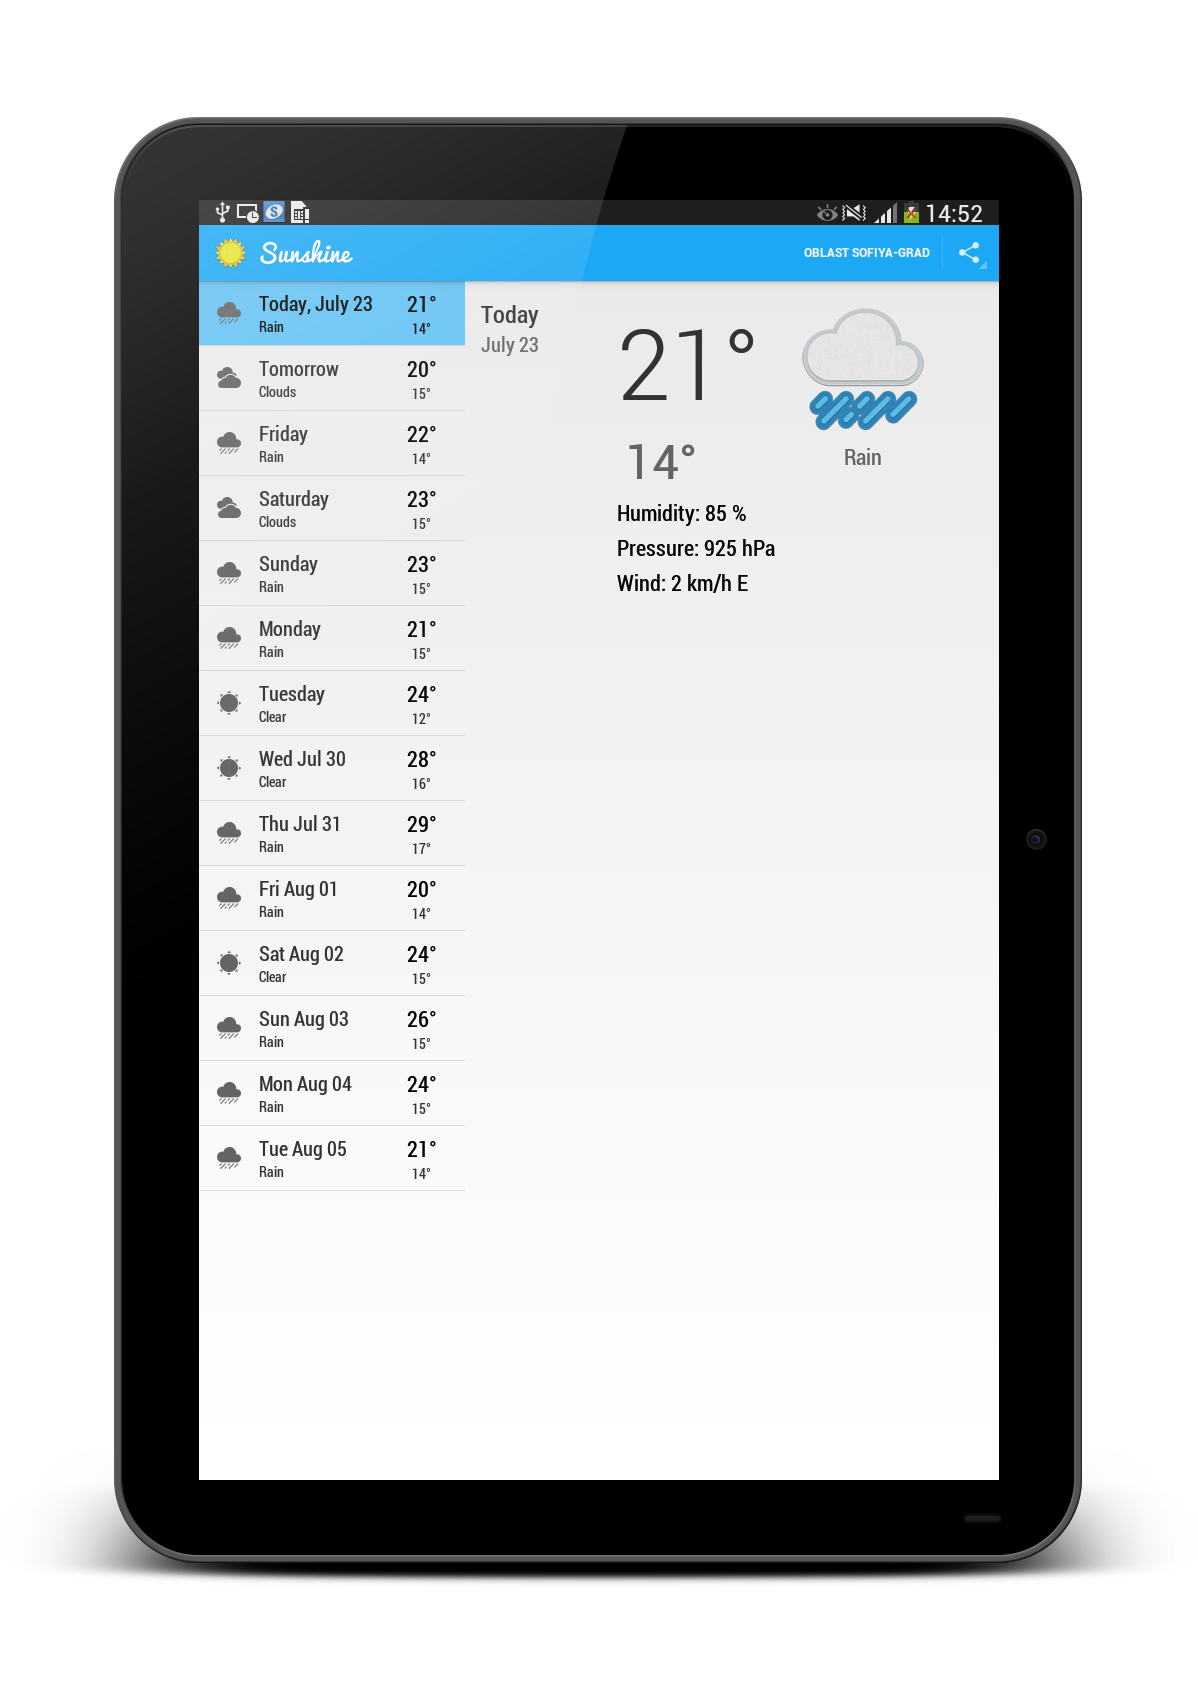 14:52
Sunshine
OBLAST SOFIYA-GRAD
Today, July 23 21°
Rain 14°
Tomorrow 20°
Clouds 15°
Friday 22°
Rain 14°
Saturday 23°
Clouds 15°
Sunday 23°
Rain 15°
Monday 21°
Rain 15°
Tuesday 24°
Clear 12°
Wed Jul 30 28°
Clear 16°
Thu Jul 31 29°
Rain 17°
Fri Aug 01 20°
Rain 14°
Sat Aug 02 24°
Clear 15°
Sun Aug 03 26°
Rain 15°
Mon Aug 04 24°
Rain 15°
Tue Aug 05 21°
Rain 14°
Today
July 23
21°
14°
Rain
Humidity: 85 %
Pressure: 925 hPa
Wind: 2 km/h E